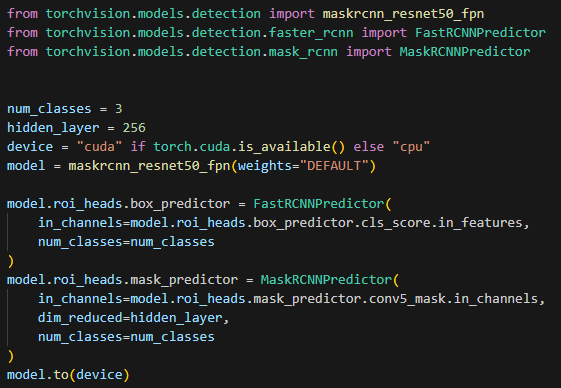 from torchvision.models.detection import maskrcnn_resnet50_fpn
from torchvision.models.detection.faster_rcnn import FastRCNNPredictor
from torchvision.models.detection.mask_rcnn import MaskRCNNPredictor
num_classes = 3
hidden_layer = 256
device = "cuda" if torch.cuda.is_available() else "cpu"
model = maskrcnn_resnet50_fpn(weights="DEFAULT")
model.roi_heads.box_predictor = FastRCNNPredictor(
    in_channels=model.roi_heads.box_predictor.cls_score.in_features,
    num_classes=num_classes
)
model.roi_heads.mask_predictor = MaskRCNNPredictor(
    in_channels=model.roi_heads.mask_predictor.conv5_mask.in_channels,
    dim_reduced=hidden_layer,
    num_classes=num_classes
)
model.to(device)